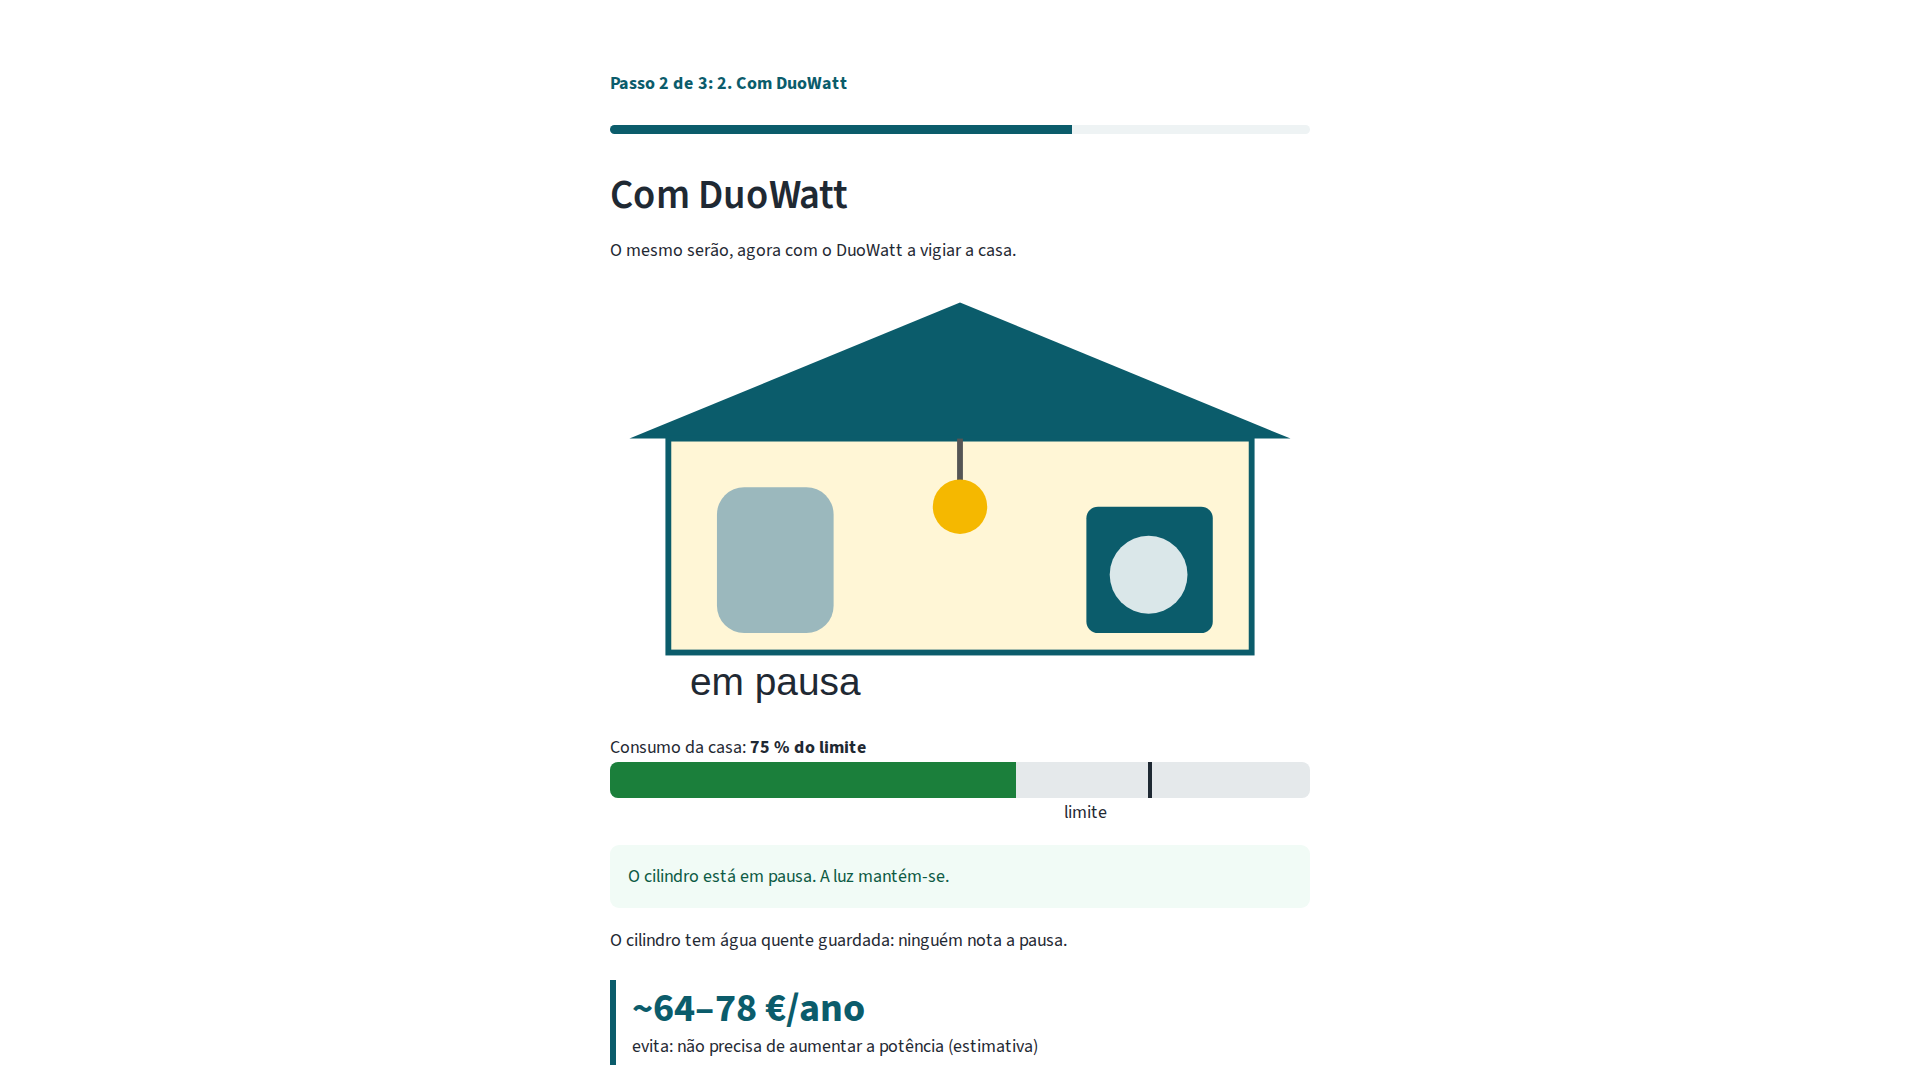 Passo 2 de 3: 2. Com DuoWatt
Com DuoWatt
O mesmo serão, agora com o DuoWatt a vigiar a casa.
em pausa
Consumo da casa: 75 % do limite
limite
O cilindro está em pausa. A luz mantém-se.
O cilindro tem água quente guardada: ninguém nota a pausa.
~64–78 €/ano
evita: não precisa de aumentar a potência (estimativa)